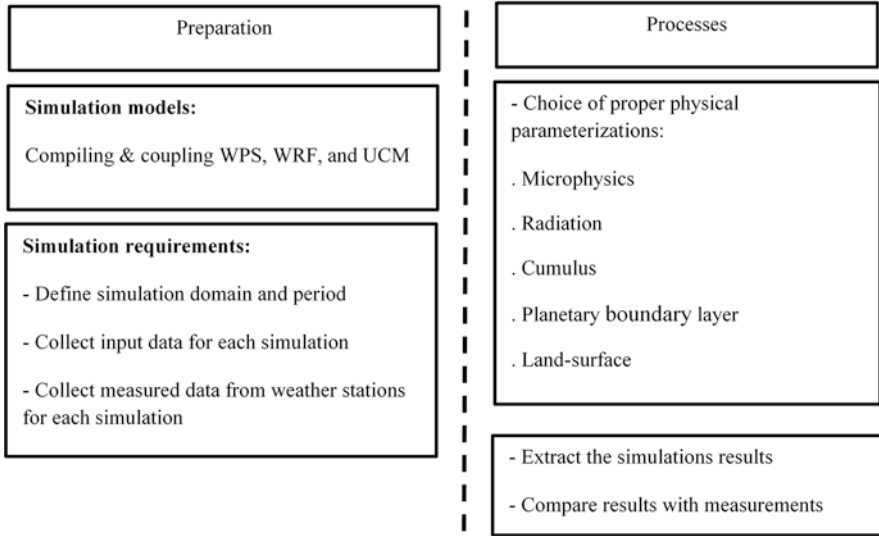 Preparation
Simulation models:
Compiling & coupling WPS, WRF, and UCM
Simulation requirements:
- Define simulation domain and period
- Collect input data for each simulation
- Collect measured data from weather stations
for each simulation
Processes
- Choice of proper physical
parameterizations:
. Microphysics
. Radiation
. Cumulus
. Planetary boundary layer
. Land-surface
- Extract the simulations results
- Compare results with measurements